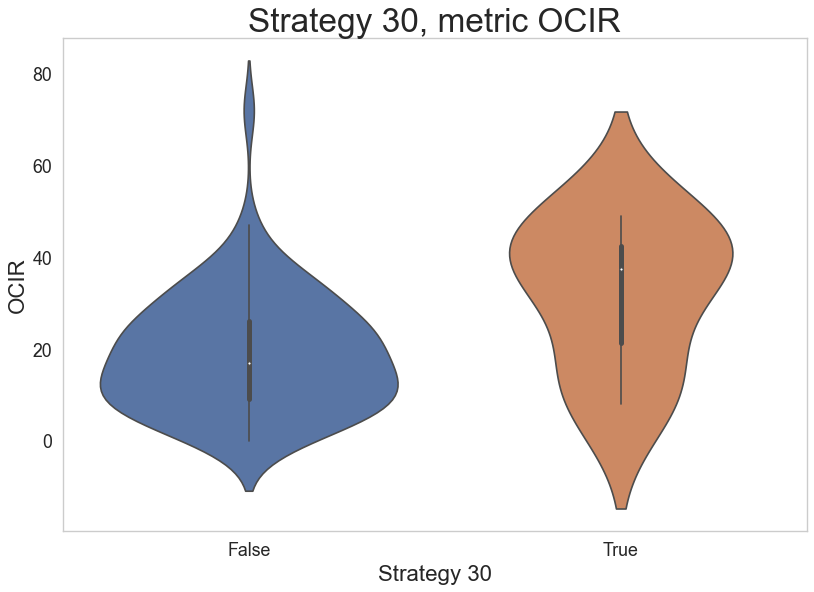 Strategy 30, metric OCIR
80
60
40
20
0
OCIR
False
True
Strategy 30